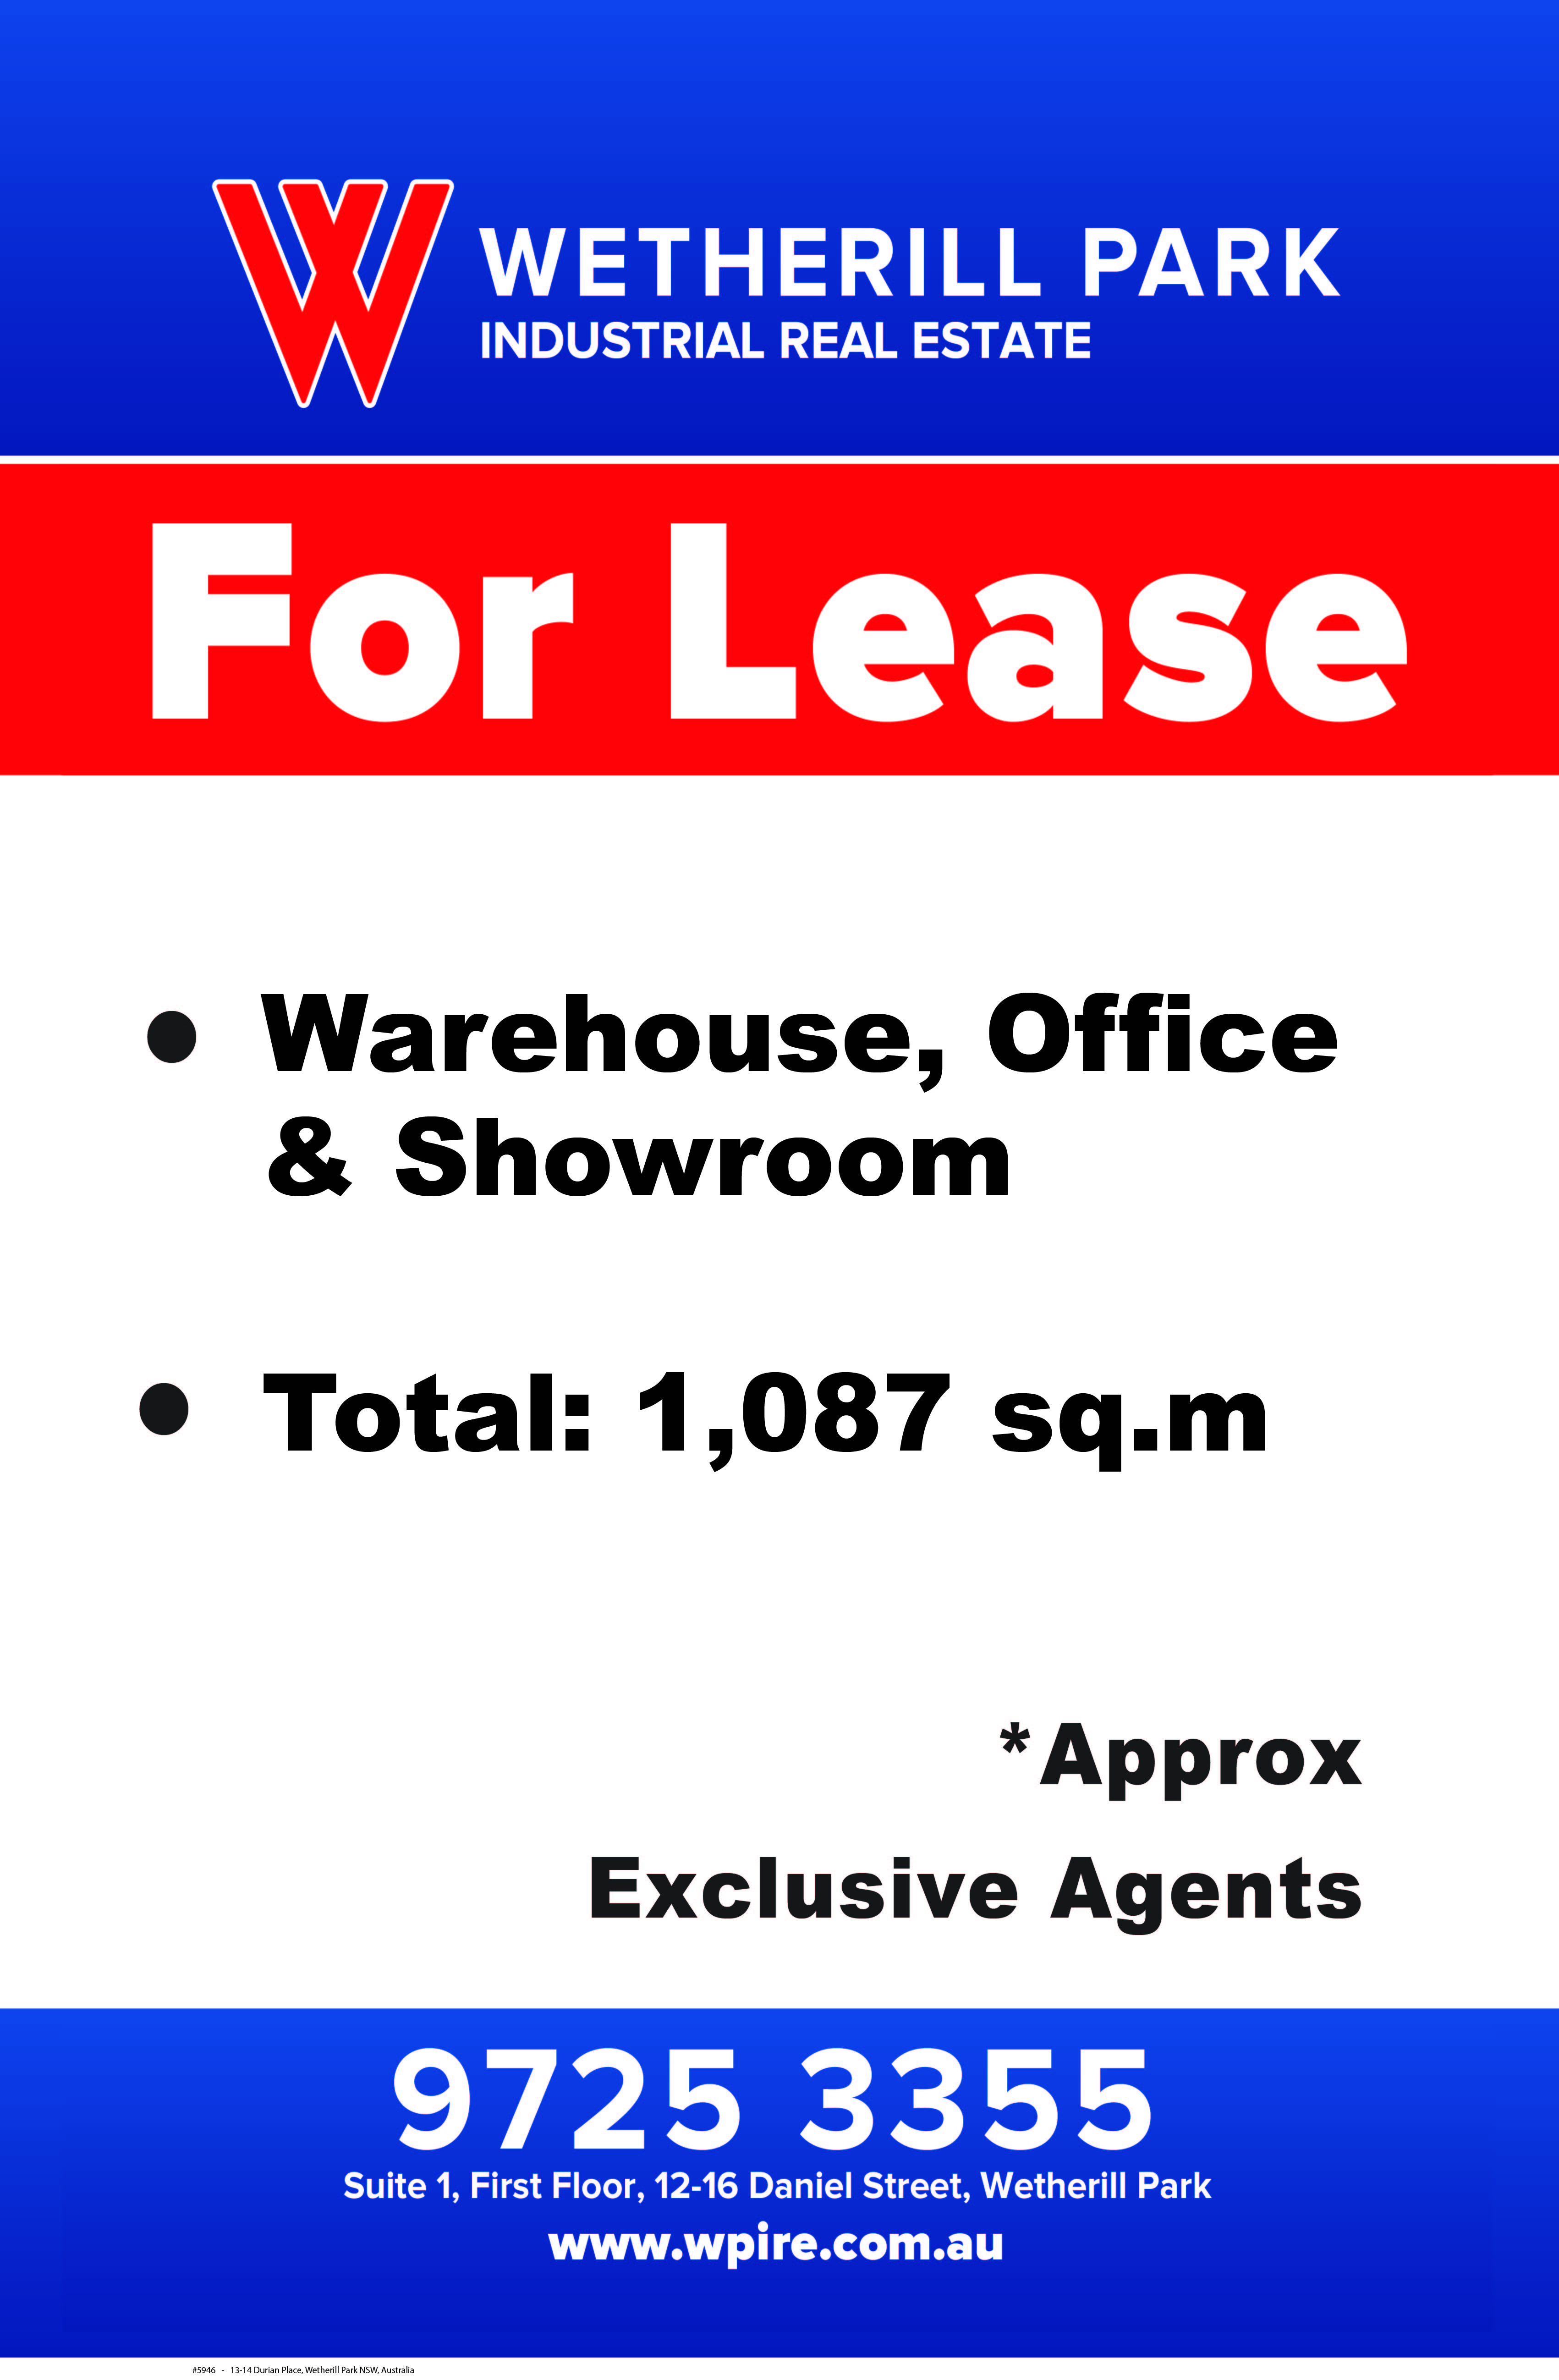 WETHERILL PARK
INDUSTRIAL REAL ESTATE
For Lease
• Warehouse, Office
& Showroom
• Total: 1,087 sq.m
*Approx
Exclusive Agents
9725 3355
Suite 1, First Floor, 12-16 Daniel Street, Wetherill Park
www.wpire.com.au
#5946 - 13-14 Durian Place, Wetherill Park NSW, Australia